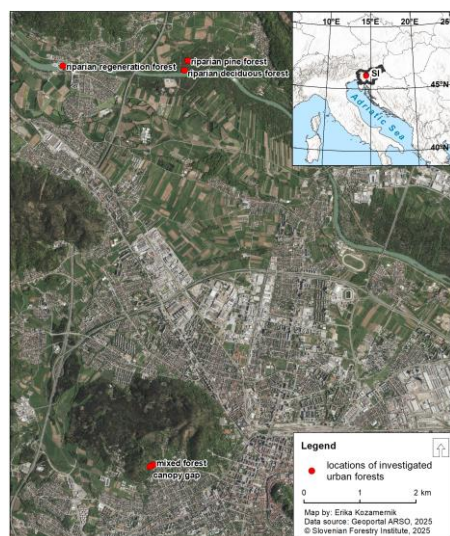 riparian regeneration forest
riparian pine forest
riparian deciduous forest
SI
45°N
Adriatic Sea
40°N
10°E
15°E
20°E
mixed forest
canopy gap
Legend
locations of investigated
urban forests
0 1 2 km
Map by: Erika Kozamernik
Data source: Geoportal ARSO, 2025
© Slovenian Forestry Institute, 2025